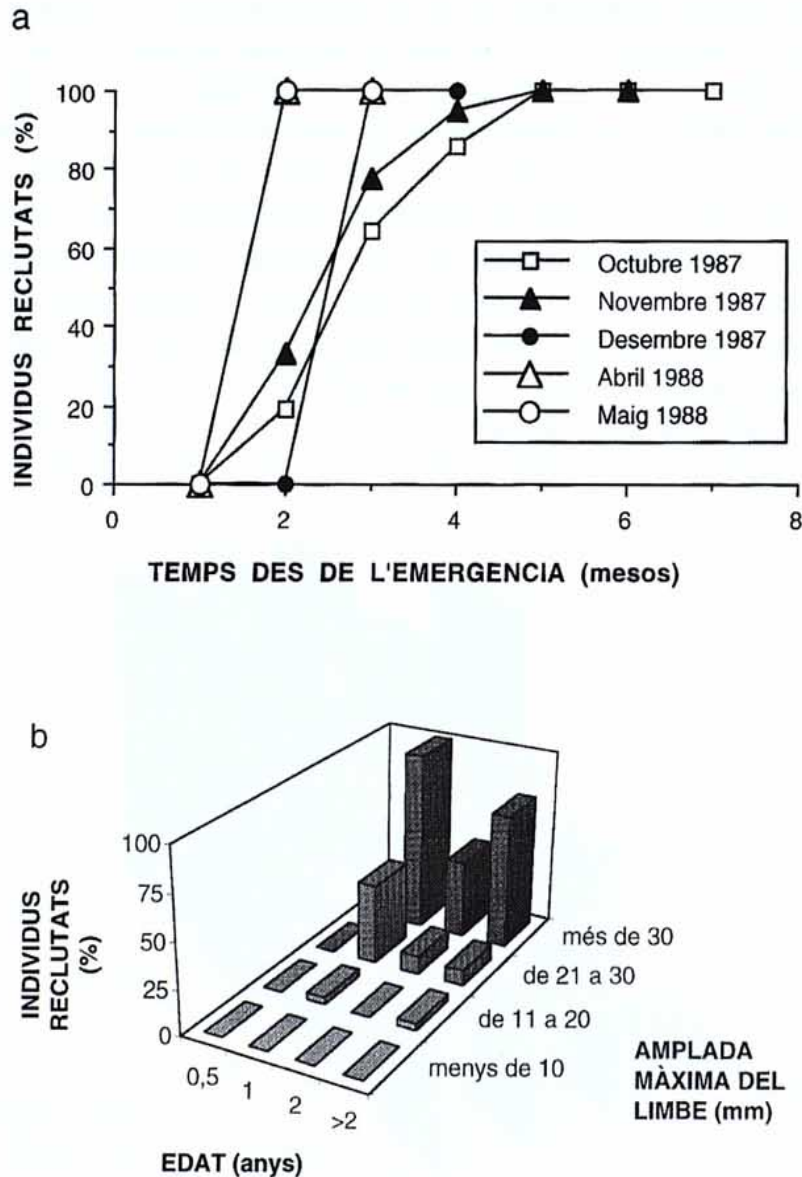 a
INDIVIDUS RECLUTATS (%)
100
80
60
40
20
0
0 2 4 6 8
TEMPS DES DE L'EMERGENCIA (mesos)
Octubre 1987
Novembre 1987
Desembre 1987
Abril 1988
Maig 1988
b
INDIVIDUS
RECLUTATS
(%)
100
75
50
25
0
0,5
1
2
>2
EDAT (anys)
més de 30
de 21 a 30
de 11 a 20
menys de 10
AMPLADA
MÀXIMA DEL
LIMBE (mm)